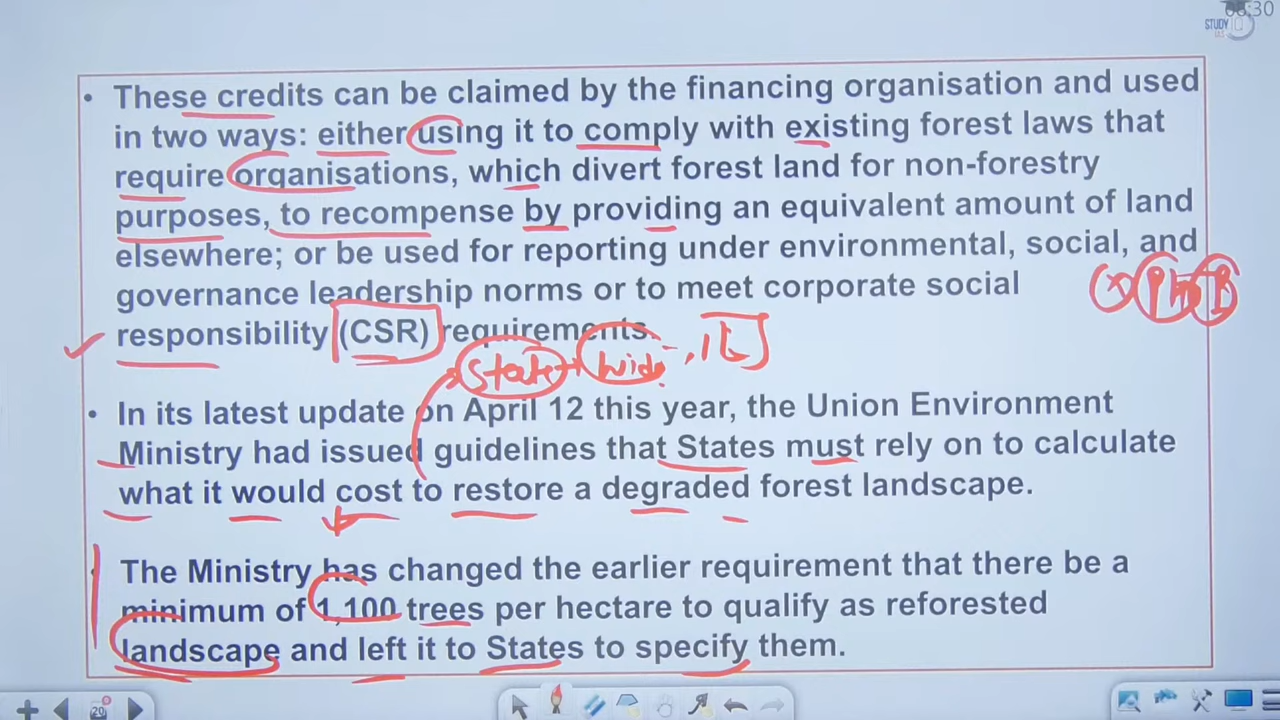 08:30
STUDY IQ
IAS
• These credits can be claimed by the financing organisation and used
in two ways: either using it to comply with existing forest laws that
require organisations, which divert forest land for non-forestry
purposes, to recompense by providing an equivalent amount of land
elsewhere; or be used for reporting under environmental, social, and
governance leadership norms or to meet corporate social
responsibility (CSR) requirements.
State wide
• In its latest update on April 12 this year, the Union Environment
Ministry had issued guidelines that States must rely on to calculate
what it would cost to restore a degraded forest landscape.
• The Ministry has changed the earlier requirement that there be a
minimum of 1,100 trees per hectare to qualify as reforested
landscape and left it to States to specify them.
20